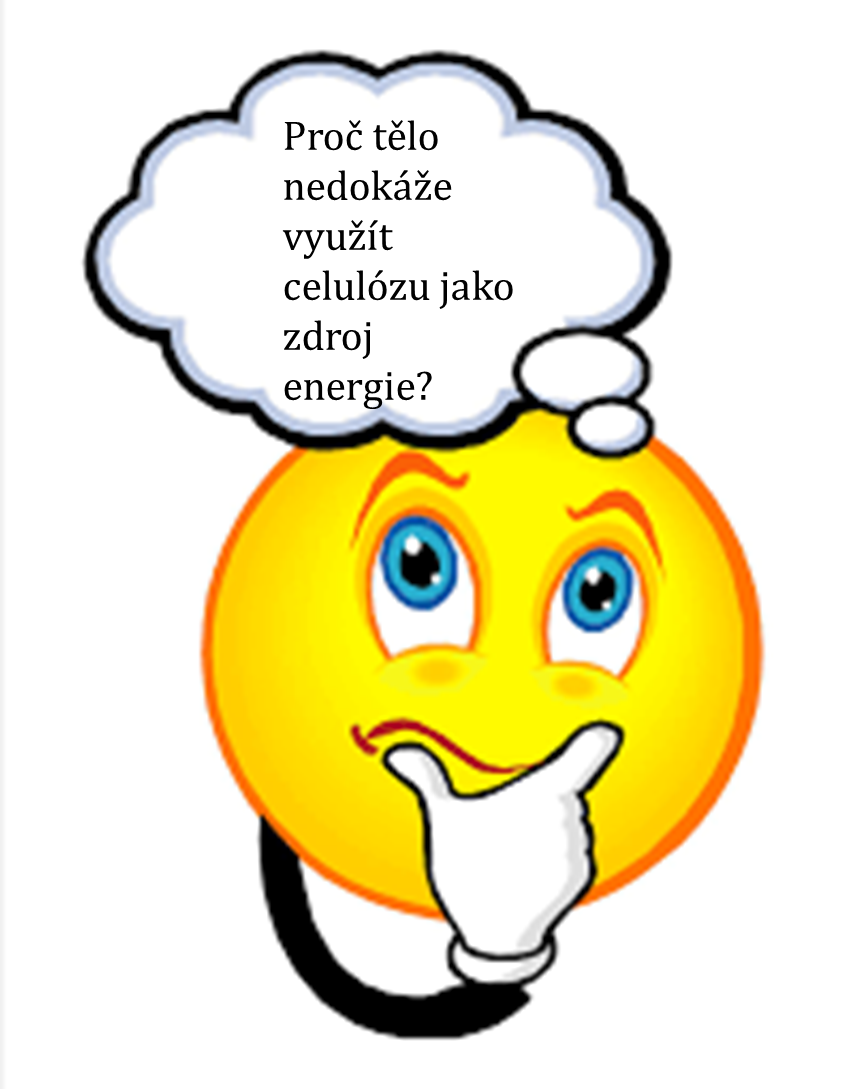 Proč tělo
nedokáže
využít
celulózu jako
zdroj
energie?